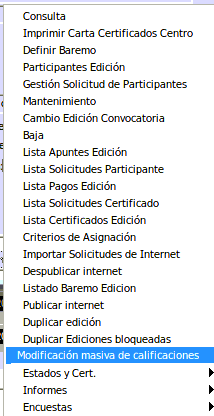 Consulta
Imprimir Carta Certificados Centro
Definir Baremo
Participantes Edición
Gestión Solicitud de Participantes
Mantenimiento
Cambio Edición Convocatoria
Baja
Lista Apuntes Edición
Lista Solicitudes Participante
Lista Pagos Edición
Lista Solicitudes Certificado
Lista Certificados Edición
Criterios de Asignación
Importar Solicitudes de Internet
Despublicar internet
Listado Baremo Edicion
Publicar internet
Duplicar edición
Duplicar Ediciones bloqueadas
Modificación masiva de calificaciones
Estados y Cert.
Informes
Encuestas